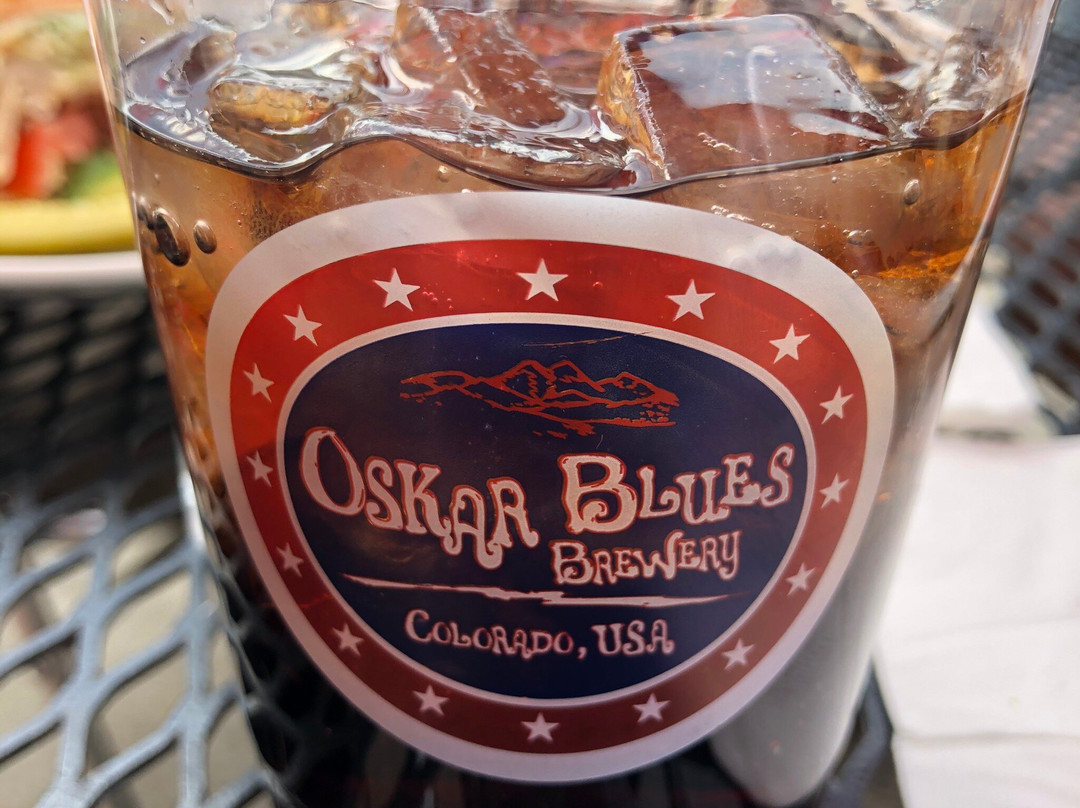 OSKAR BLUES
BREWERY
COLORADO, USA